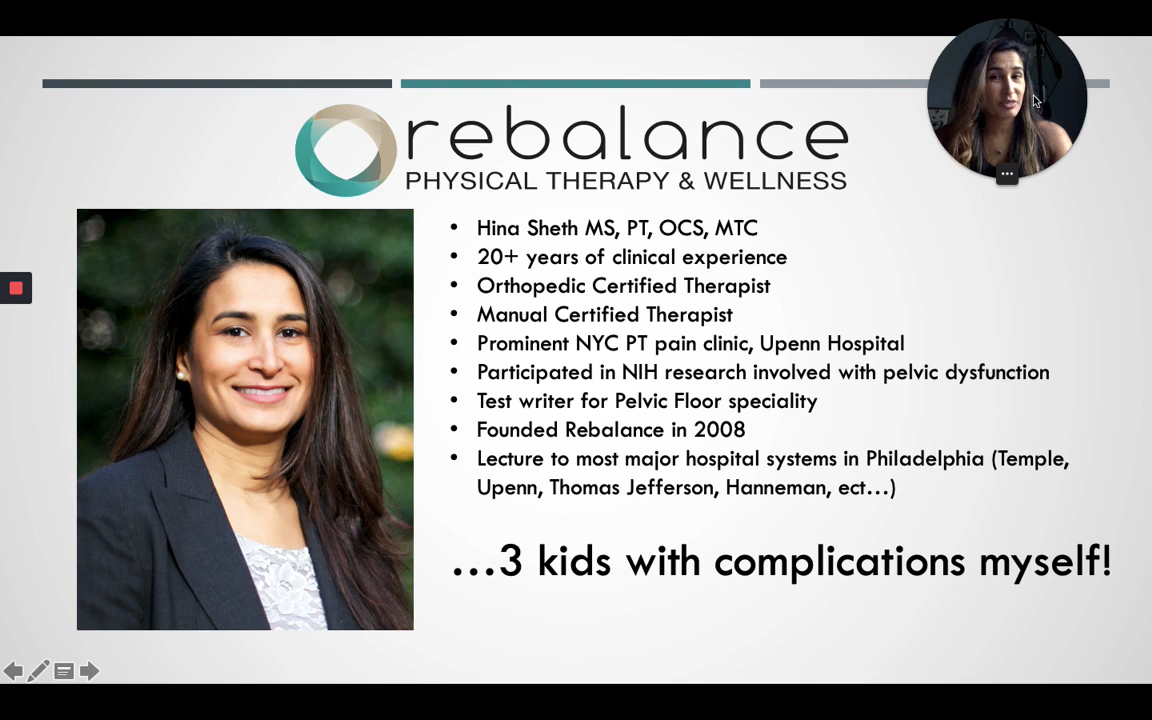 rebalance
PHYSICAL THERAPY & WELLNESS
• Hina Sheth MS, PT, OCS, MTC
• 20+ years of clinical experience
• Orthopedic Certified Therapist
• Manual Certified Therapist
• Prominent NYC PT pain clinic, Upenn Hospital
• Participated in NIH research involved with pelvic dysfunction
• Test writer for Pelvic Floor speciality
• Founded Rebalance in 2008
• Lecture to most major hospital systems in Philadelphia (Temple,
Upenn, Thomas Jefferson, Hanneman, ect…)
…3 kids with complications myself!